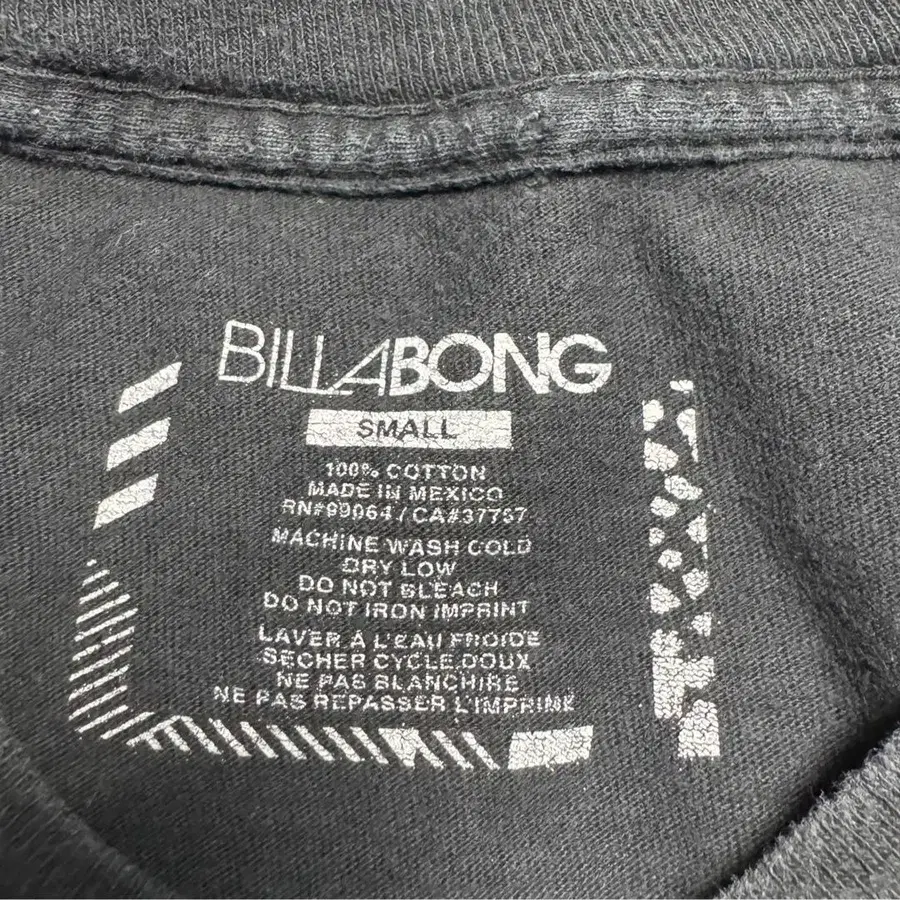 BILLABONG
SMALL
100% COTTON
MADE IN MEXICO
RN#99064 / CA#37757
MACHINE WASH COLD
DRY LOW
DO NOT BLEACH
DO NOT IRON IMPRINT
LAVER À L'EAU FROIDE
SECHER CYCLE DOUX
NE PAS BLANCHIRE
NE PAS REPASSER L'IMPRIME